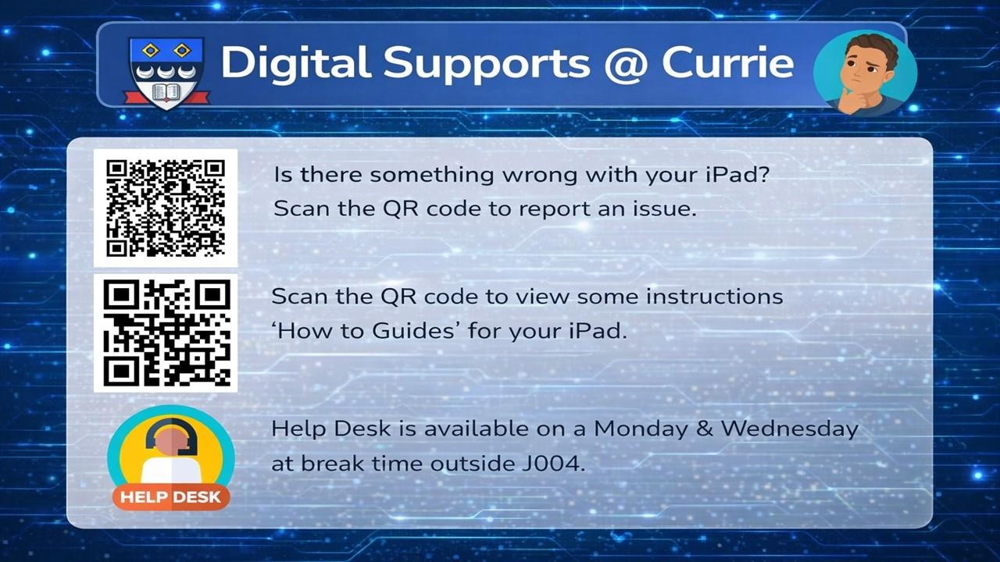 Digital Supports @ Currie
Is there something wrong with your iPad?
Scan the QR code to report an issue.
Scan the QR code to view some instructions
‘How to Guides’ for your iPad.
Help Desk is available on a Monday & Wednesday
at break time outside J004.
HELP DESK